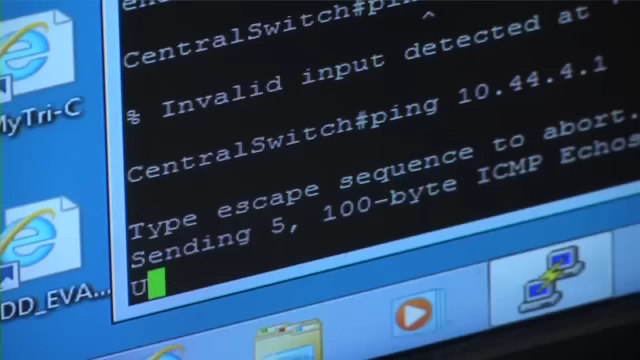 CentralSwitch#ping
^
% Invalid input detected at '
CentralSwitch#ping 10.44.4.1
Type escape sequence to abort.
Sending 5, 100-byte ICMP Echos
U
MyTri-C
DD_EVA...